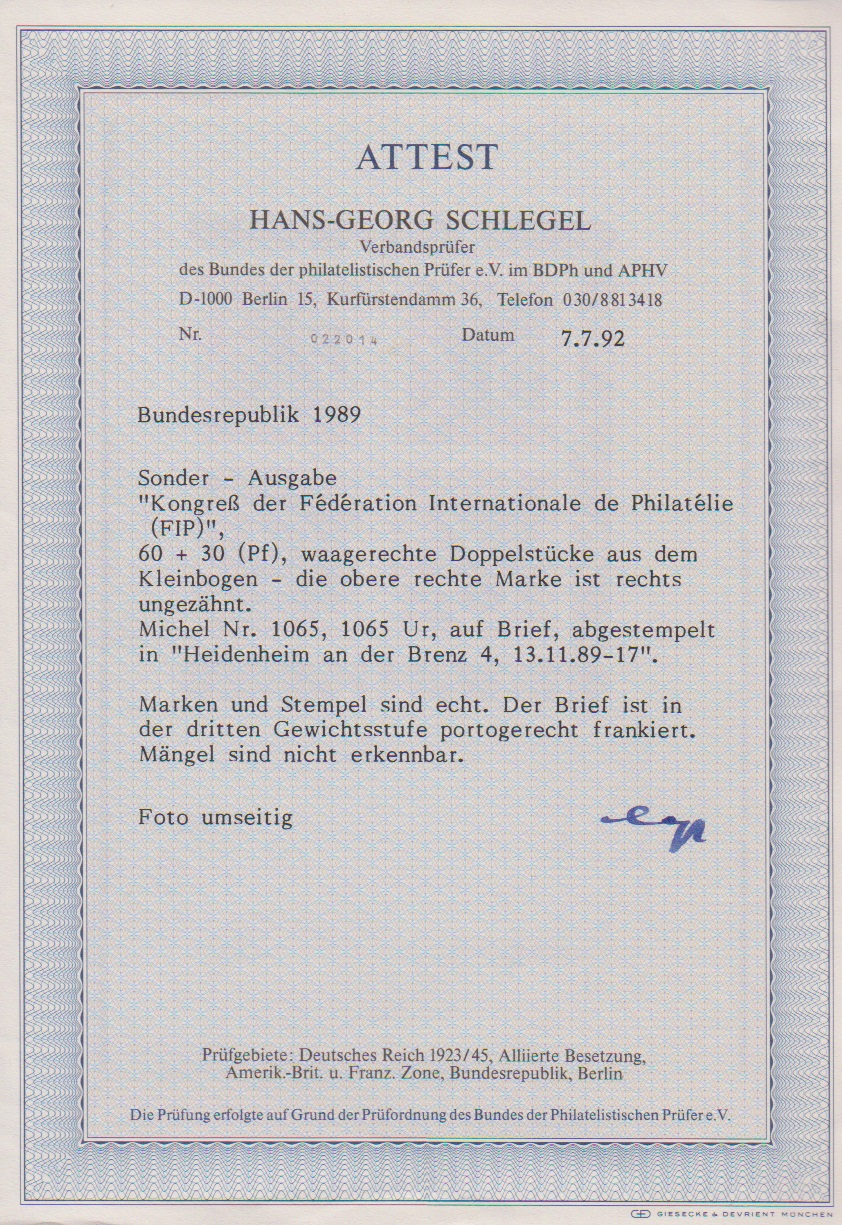 ATTEST
HANS-GEORG SCHLEGEL
Verbandsprüfer
des Bundes der philatelistischen Prüfer e.V. im BDPh und APHV
D-1000 Berlin 15, Kurfürstendamm 36, Telefon 030/8813418
Nr. 022014 Datum 7.7.92
Bundesrepublik 1989
Sonder - Ausgabe
"Kongreß der Fédération Internationale de Philatélie
(FIP)",
60 + 30 (Pf), waagerechte Doppelstücke aus dem
Kleinbogen - die obere rechte Marke ist rechts
ungezähnt.
Michel Nr. 1065, 1065 Ur, auf Brief, abgestempelt
in "Heidenheim an der Brenz 4, 13.11.89-17".
Marken und Stempel sind echt. Der Brief ist in
der dritten Gewichtsstufe portogerecht frankiert.
Mängel sind nicht erkennbar.
Foto umseitig
Prüfgebiete: Deutsches Reich 1923/45, Alliierte Besetzung,
Amerik.-Brit. u. Franz. Zone, Bundesrepublik, Berlin
Die Prüfung erfolgte auf Grund der Prüfordnung des Bundes der Philatelistischen Prüfer e.V.
GIESECKE & DEVRIENT MÜNCHEN